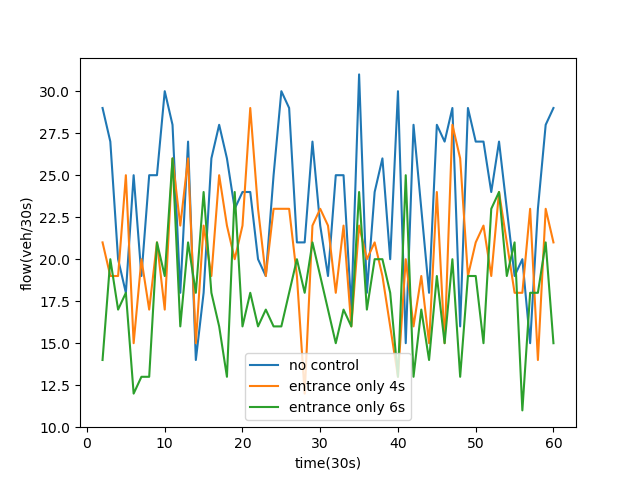 30.0
27.5
25.0
22.5
20.0
17.5
15.0
12.5
10.0
flow(veh/30s)
no control
entrance only 4s
entrance only 6s
0 10 20 30 40 50 60
time(30s)